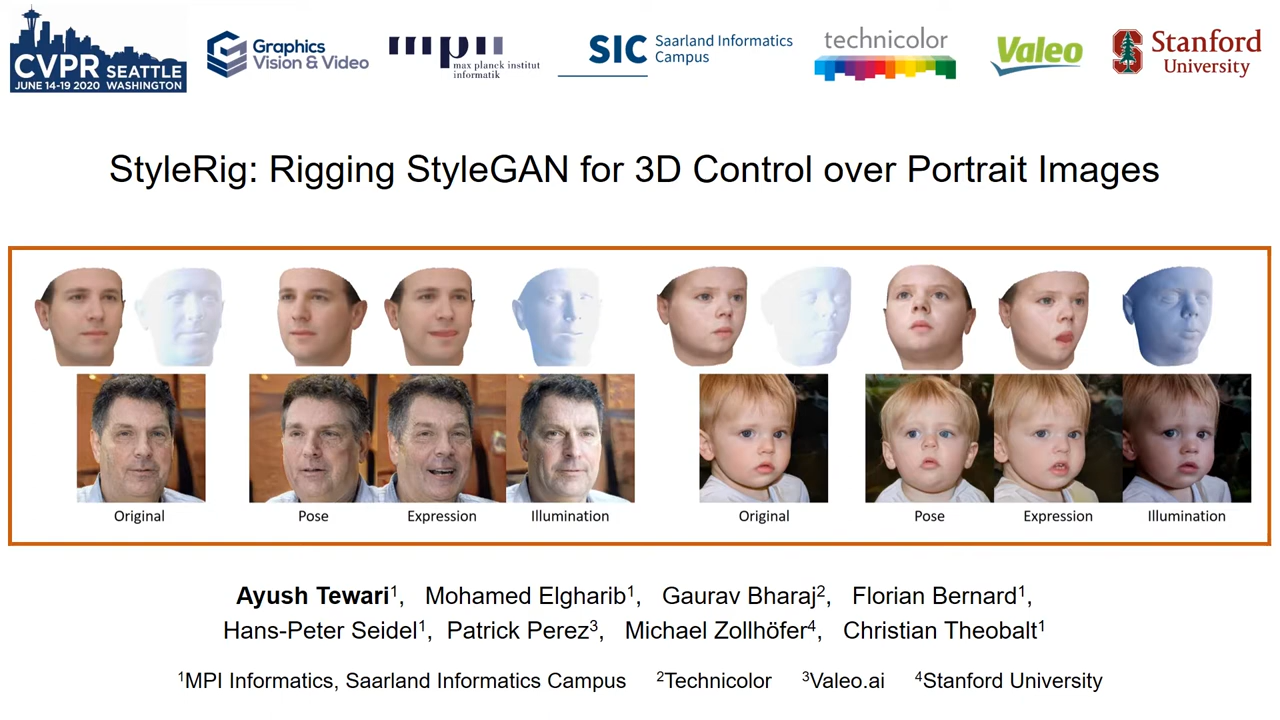 CVPR SEATTLE
JUNE 14-19 2020 WASHINGTON
Graphics
Vision & Video
mpii
max planck institut
informatik
SIC Saarland Informatics
Campus
technicolor
Valeo
Stanford
University
StyleRig: Rigging StyleGAN for 3D Control over Portrait Images
Original Pose Expression Illumination Original Pose Expression Illumination
Ayush Tewari¹, Mohamed Elgharib¹, Gaurav Bharaj², Florian Bernard¹,
Hans-Peter Seidel¹, Patrick Perez³, Michael Zollhöfer⁴, Christian Theobalt¹
¹MPI Informatics, Saarland Informatics Campus ²Technicolor ³Valeo.ai ⁴Stanford University